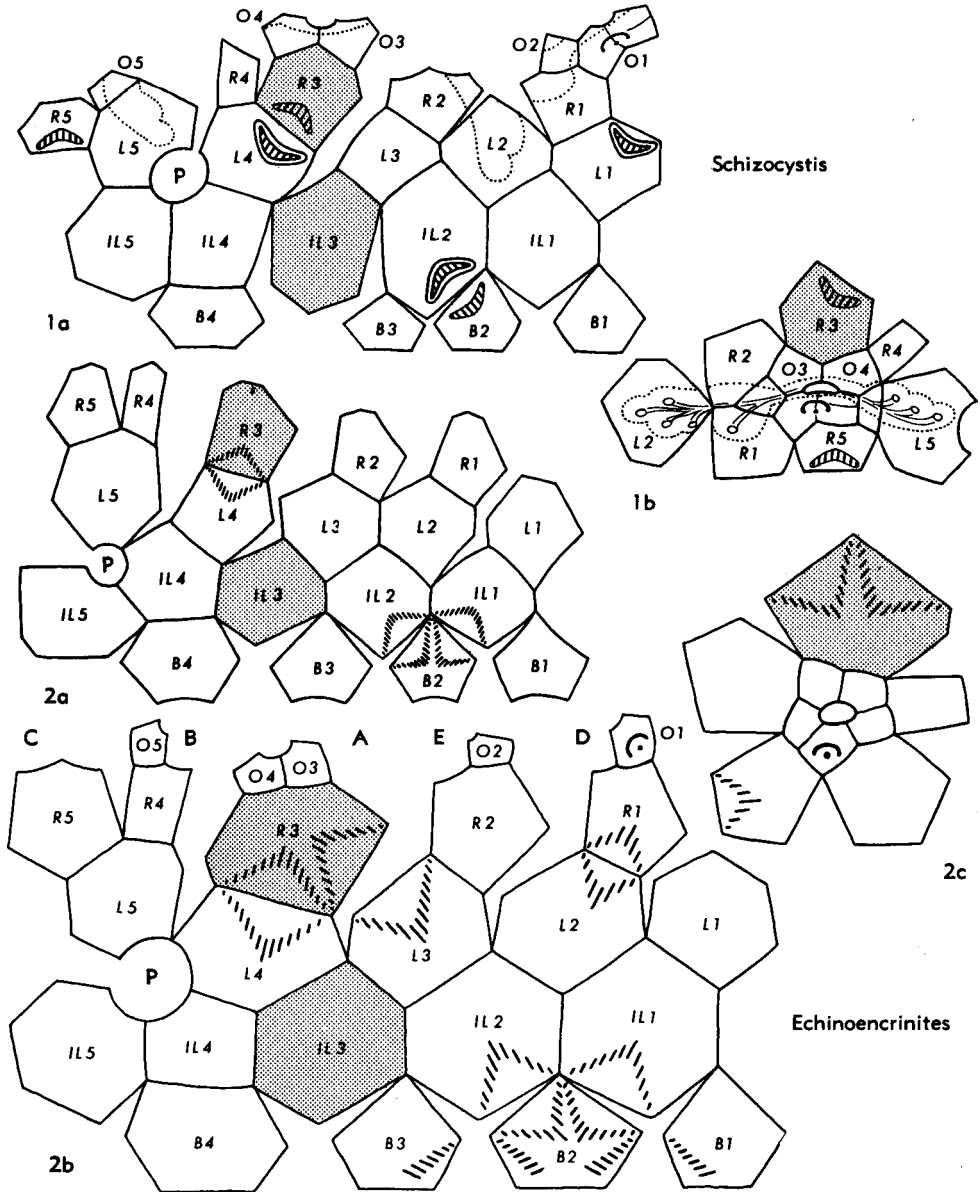 O4
O3
O5
R4
R3
O2
O1
R5
R2
R1
L5
L4
L3
L2
L1
Schizocystis
P
IL5
IL4
IL3
IL2
IL1
B4
B3
B2
B1
1a
R3
R2
O3
O4
R4
L2
R1
R5
L5
1b
R5
R4
R3
R2
R1
L5
L4
L3
L2
L1
P
IL5
IL4
IL3
IL2
IL1
B4
B3
B2
B1
2a
2c
C
O5
B
O4
O3
A
E
O2
D
O1
R5
R4
R3
R2
R1
L5
L4
L3
L2
L1
P
IL5
IL4
IL3
IL2
IL1
Echinoencrinites
B4
B3
B2
B1
2b